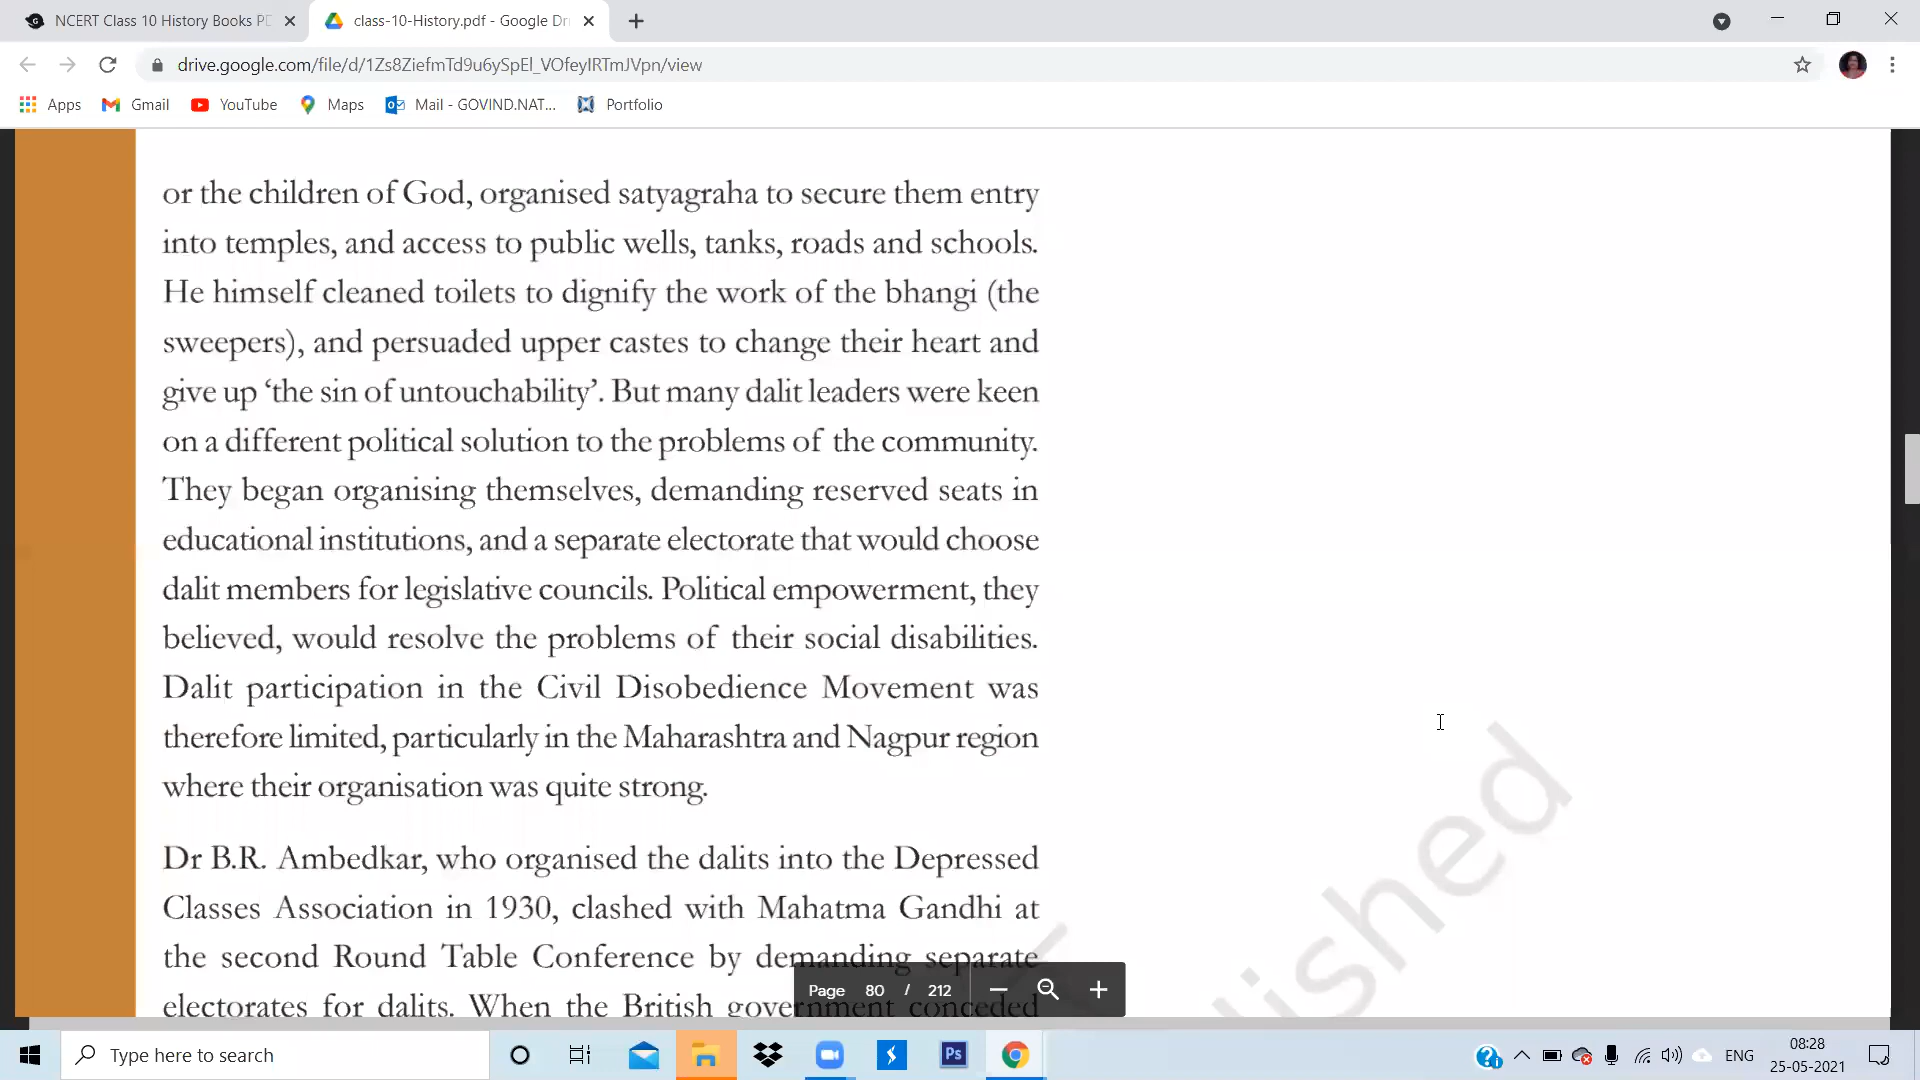 NCERT Class 10 History Books PD
class-10-History.pdf - Google Dri
drive.google.com/file/d/1Zs8ZiefmTd9u6ySpEl_VOfeyIRTmJVpn/view
Apps
Gmail
YouTube
Maps
Mail - GOVIND.NAT...
Portfolio
or the children of God, organised satyagraha to secure them entry
into temples, and access to public wells, tanks, roads and schools.
He himself cleaned toilets to dignify the work of the bhangi (the
sweepers), and persuaded upper castes to change their heart and
give up ‘the sin of untouchability’. But many dalit leaders were keen
on a different political solution to the problems of the community.
They began organising themselves, demanding reserved seats in
educational institutions, and a separate electorate that would choose
dalit members for legislative councils. Political empowerment, they
believed, would resolve the problems of their social disabilities.
Dalit participation in the Civil Disobedience Movement was
therefore limited, particularly in the Maharashtra and Nagpur region
where their organisation was quite strong.
Dr B.R. Ambedkar, who organised the dalits into the Depressed
Classes Association in 1930, clashed with Mahatma Gandhi at
the second Round Table Conference by demanding separate
electorates for dalits. When the British government conceded
lished
Page 80 / 212
Type here to search
Ps
ENG
08:28
25-05-2021